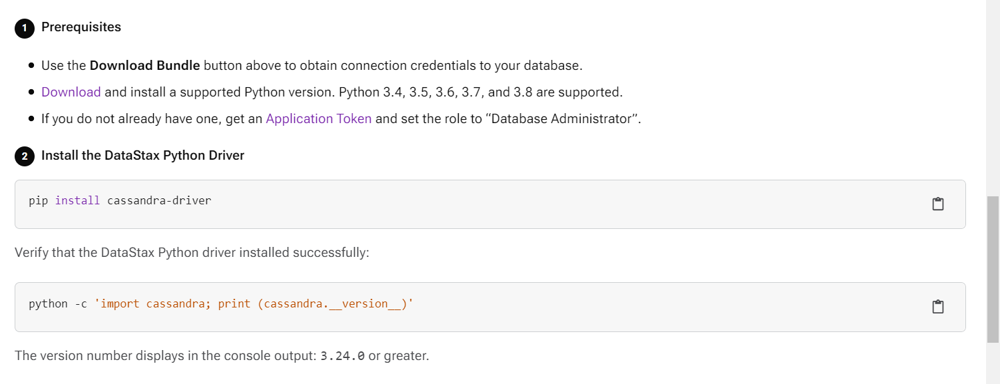 1 Prerequisites
• Use the Download Bundle button above to obtain connection credentials to your database.
• Download and install a supported Python version. Python 3.4, 3.5, 3.6, 3.7, and 3.8 are supported.
• If you do not already have one, get an Application Token and set the role to “Database Administrator”.
2 Install the DataStax Python Driver
pip install cassandra-driver
Verify that the DataStax Python driver installed successfully:
python -c 'import cassandra; print (cassandra.__version__)'
The version number displays in the console output: 3.24.0 or greater.